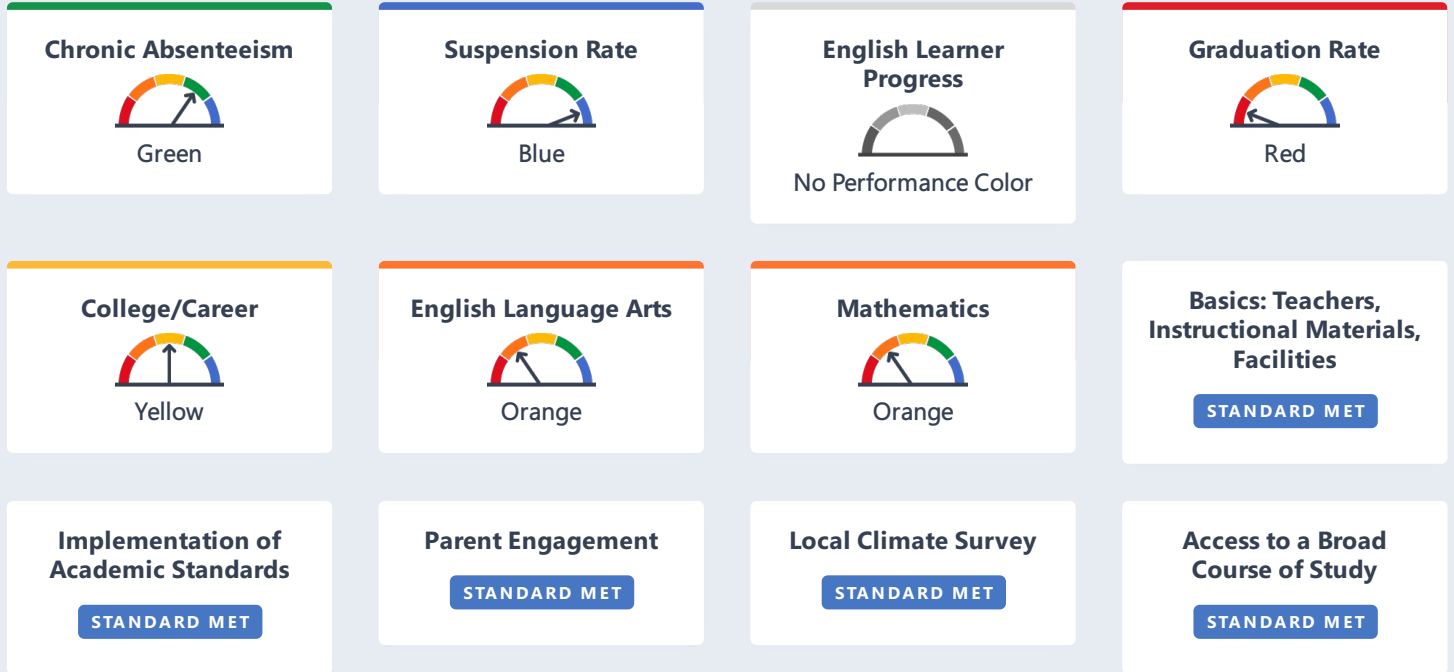 Chronic Absenteeism
Green
Suspension Rate
Blue
English Learner
Progress
No Performance Color
Graduation Rate
Red
College/Career
Yellow
English Language Arts
Orange
Mathematics
Orange
Basics: Teachers,
Instructional Materials,
Facilities
STANDARD MET
Implementation of
Academic Standards
STANDARD MET
Parent Engagement
STANDARD MET
Local Climate Survey
STANDARD MET
Access to a Broad
Course of Study
STANDARD MET